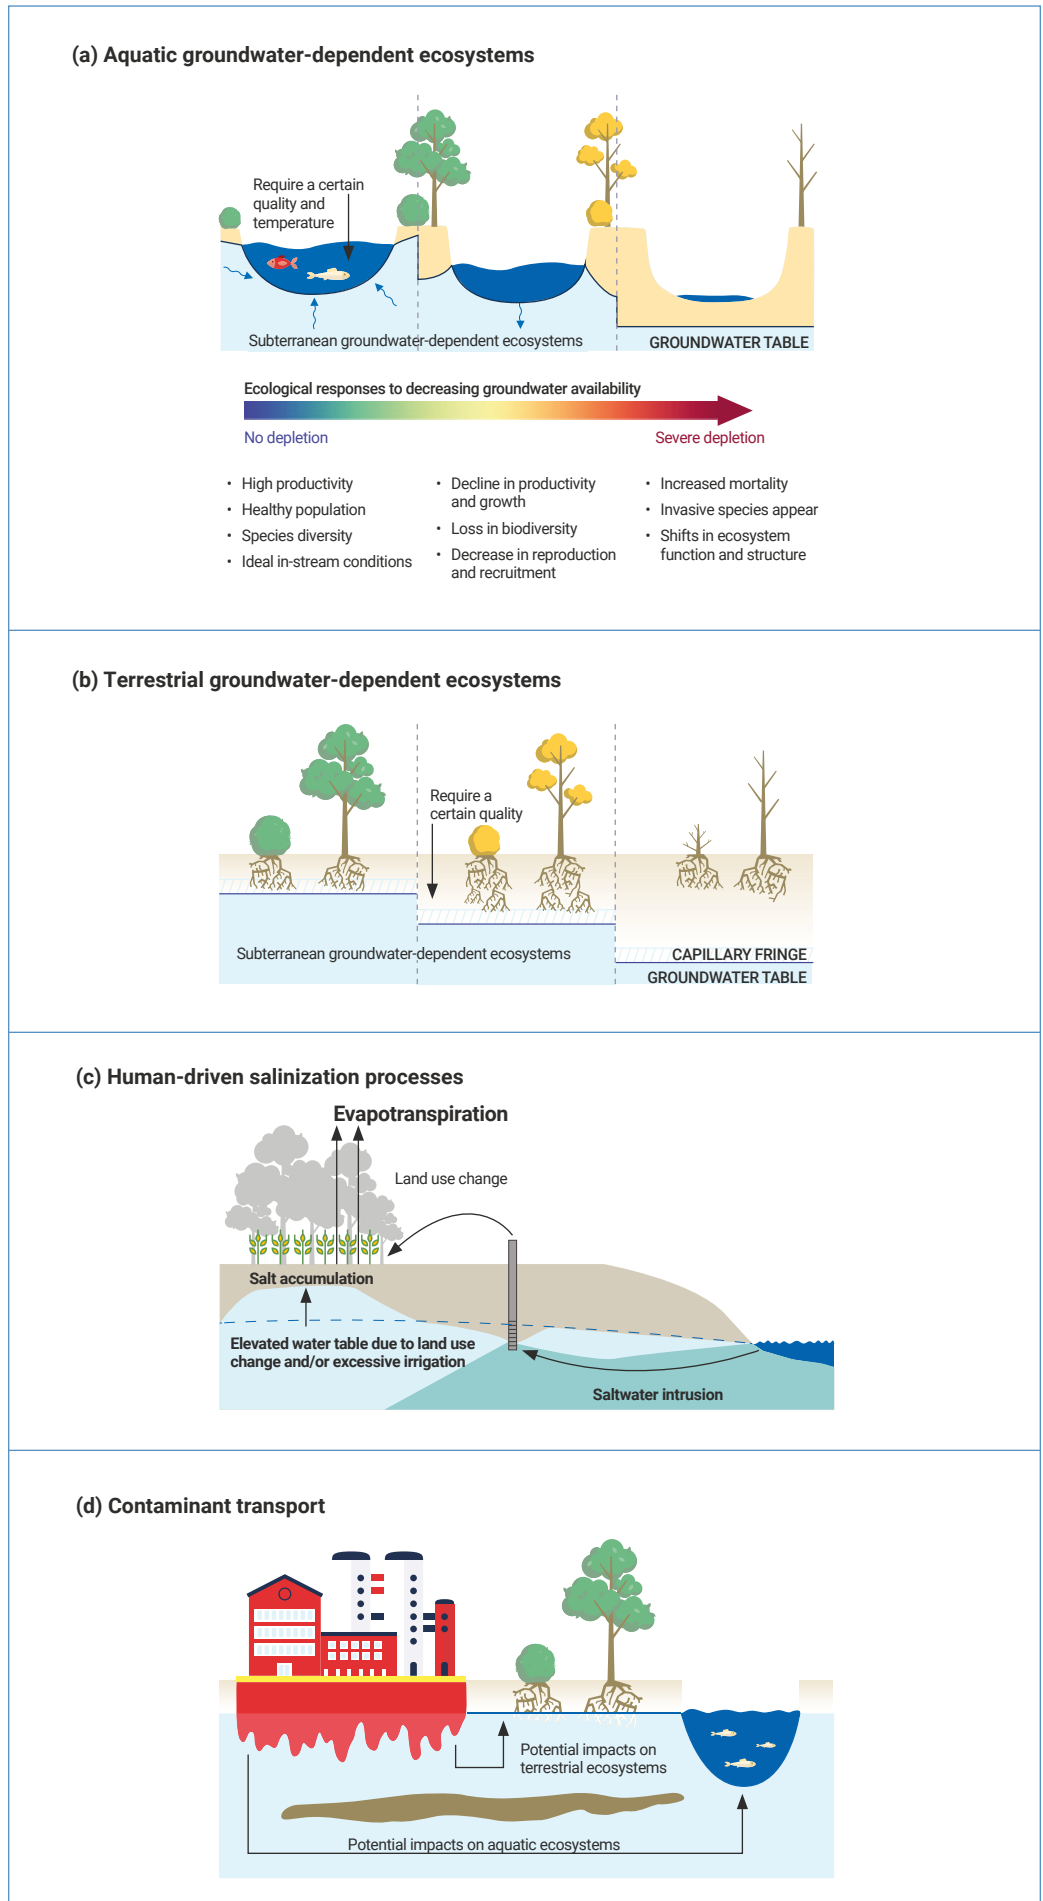 (a) Aquatic groundwater-dependent ecosystems
Require a certain
quality and
temperature
Subterranean groundwater-dependent ecosystems
GROUNDWATER TABLE
Ecological responses to decreasing groundwater availability
No depletion
Severe depletion
• High productivity
• Healthy population
• Species diversity
• Ideal in-stream conditions
• Decline in productivity
and growth
• Loss in biodiversity
• Decrease in reproduction
and recruitment
• Increased mortality
• Invasive species appear
• Shifts in ecosystem
function and structure
(b) Terrestrial groundwater-dependent ecosystems
Require a
certain quality
Subterranean groundwater-dependent ecosystems
CAPILLARY FRINGE
GROUNDWATER TABLE
(c) Human-driven salinization processes
Evapotranspiration
Land use change
Salt accumulation
Elevated water table due to land use
change and/or excessive irrigation
Saltwater intrusion
(d) Contaminant transport
Potential impacts on
terrestrial ecosystems
Potential impacts on aquatic ecosystems